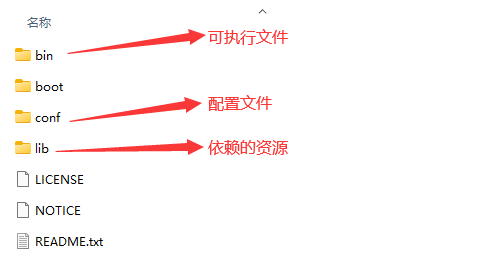 名称
bin
可执行文件
boot
conf
配置文件
lib
依赖的资源
LICENSE
NOTICE
README.txt